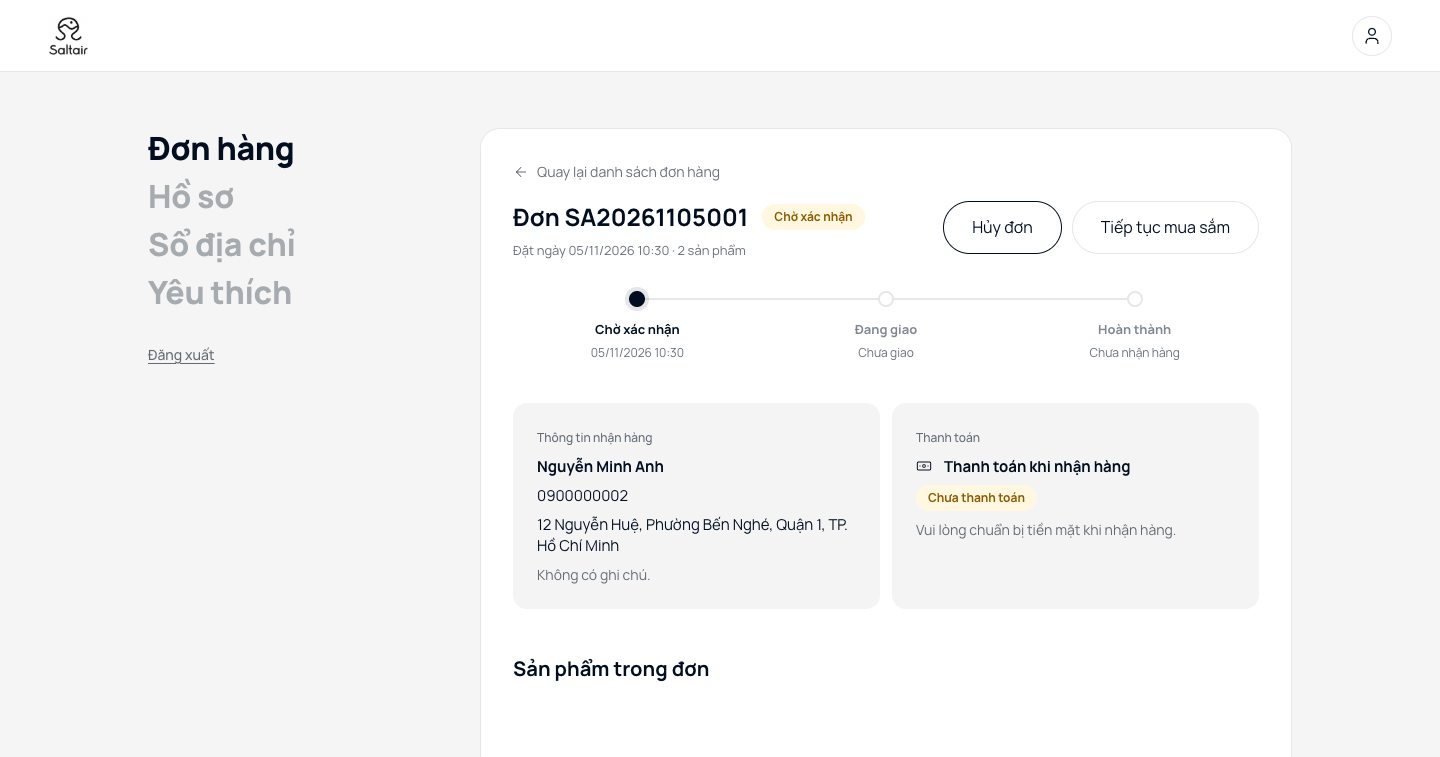 Saltair
Đơn hàng
Hồ sơ
Sổ địa chỉ
Yêu thích
Đăng xuất
Quay lại danh sách đơn hàng
Đơn SA20261105001
Chờ xác nhận
Đặt ngày 05/11/2026 10:30 · 2 sản phẩm
Hủy đơn
Tiếp tục mua sắm
Chờ xác nhận
05/11/2026 10:30
Đang giao
Chưa giao
Hoàn thành
Chưa nhận hàng
Thông tin nhận hàng
Nguyễn Minh Anh
0900000002
12 Nguyễn Huệ, Phường Bến Nghé, Quận 1, TP.
Hồ Chí Minh
Không có ghi chú.
Thanh toán
Thanh toán khi nhận hàng
Chưa thanh toán
Vui lòng chuẩn bị tiền mặt khi nhận hàng.
Sản phẩm trong đơn